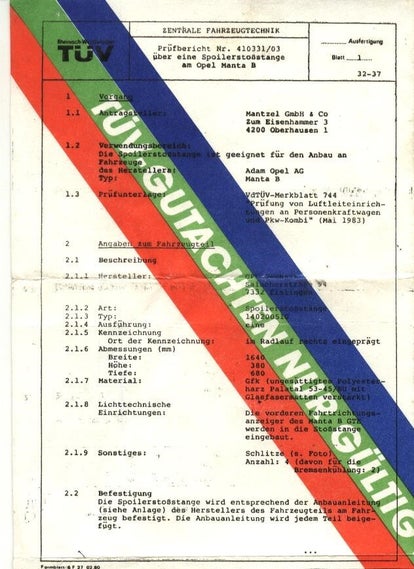 ZENTRALE FAHRZEUGTECHNIK
Rheinisch-Westfälischer
TÜV
Prüfbericht Nr. 410331/03
über eine Spoilerstoßstange
am Opel Manta B
Ausfertigung
Blatt 1
32-37
1 Vorgang
1.1 Antragsteller: Mantzel GmbH & Co
Zum Eisenhammer 3
4200 Oberhausen 1
1.2 Verwendungsbereich:
Die Spoilerstoßstange ist geeignet für den Anbau an
Fahrzeuge
des Herstellers: Adam Opel AG
Typ: Manta B
1.3 Prüfunterlage: VdTÜV-Merkblatt 744
"Prüfung von Luftleiteinrich-
tungen an Personenkraftwagen
und Pkw-Kombi" (Mai 1983)
2 Angaben zum Fahrzeugteil
2.1 Beschreibung
2.1.1 Hersteller:
94
7332 Eislingen
2.1.2 Art: Spoilerstoßstange
2.1.3 Typ:
2.1.4 Ausführung: eine
2.1.5 Kennzeichnung
Ort der Kennzeichnung: im Radlauf rechts eingeprägt
2.1.6 Abmessungen (mm)
Breite: 1640
Höhe: 380
Tiefe: 680
2.1.7 Material: Gfk (ungesättigtes Polyester-
harz Palatal mit
Glasfasermatten verstärkt)
2.1.8 Lichttechnische
Einrichtungen: Die vorderen Fahrtrichtungs-
anzeiger des Manta B GTE
werden in die Stoßstange
eingebaut.
2.1.9 Sonstiges: Schlitze (s. Foto)
Anzahl: 4 (davon für die
Bremsenkühlung: 2)
2.2 Befestigung
Die Spoilerstoßstange wird entsprechend der Anbauanleitung
(siehe Anlage) des Herstellers des Fahrzeugteils am Fahr-
zeug befestigt. Die Anbauanleitung wird jedem Teil beige-
fügt.
...
TÜV-GUTACHTEN NUR GÜLTIG